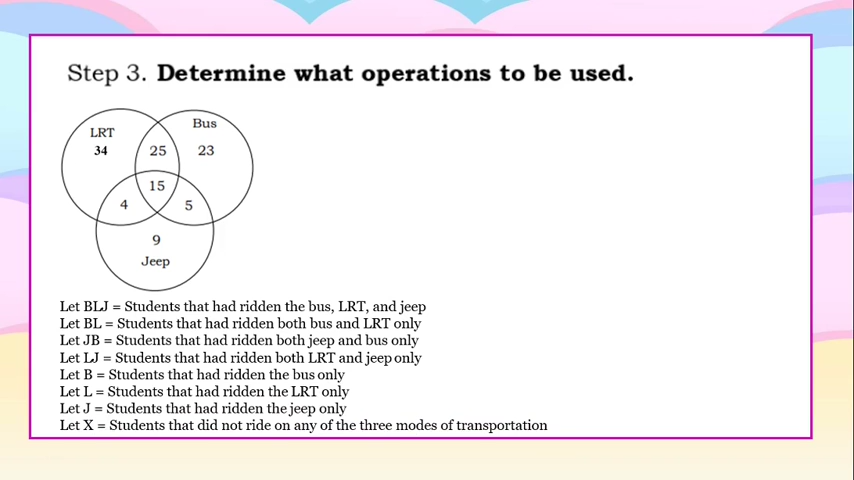 Step 3. Determine what operations to be used.
Bus
LRT
34 25 23
15
4 5
9
Jeep
Let BLJ = Students that had ridden the bus, LRT, and jeep
Let BL = Students that had ridden both bus and LRT only
Let JB = Students that had ridden both jeep and bus only
Let LJ = Students that had ridden both LRT and jeep only
Let B = Students that had ridden the bus only
Let L = Students that had ridden the LRT only
Let J = Students that had ridden the jeep only
Let X = Students that did not ride on any of the three modes of transportation